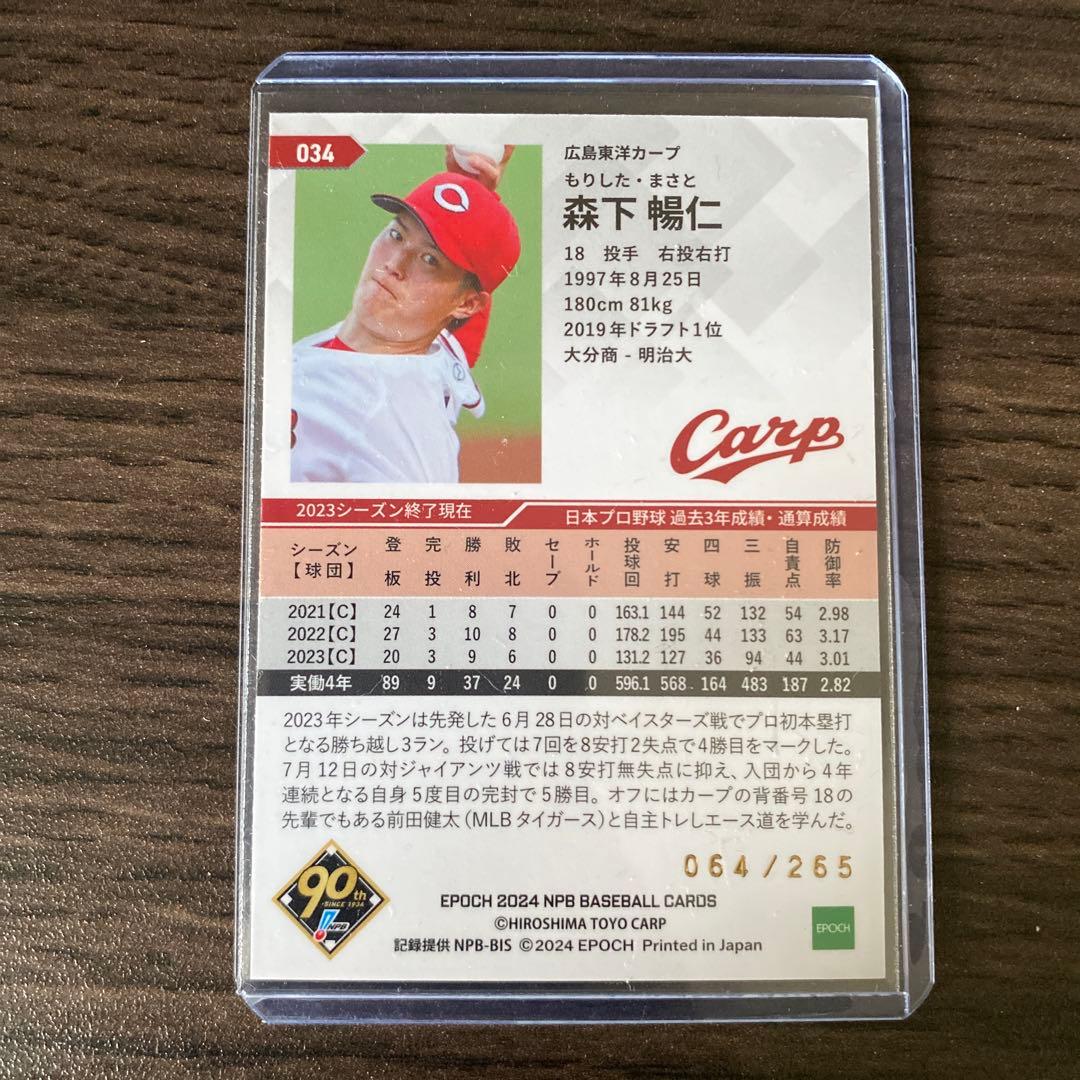 034
広島東洋カープ
もりした・まさと
森下 暢仁
18 投手 右投右打
1997年8月25日
180cm 81kg
2019年ドラフト1位
大分商 - 明治大
Carp
2023シーズン終了現在
日本プロ野球 過去3年成績・通算成績
シーズン【球団】 登板 完投 勝利 敗北 セーブ ホールド 投球回 安打 四球 三振 自責点 防御率
2021【C】 24 1 8 7 0 0 163.1 144 52 132 54 2.98
2022【C】 27 3 10 8 0 0 178.2 195 44 133 63 3.17
2023【C】 20 3 9 6 0 0 131.2 127 36 94 44 3.01
実働4年 89 9 37 24 0 0 596.1 568 164 483 187 2.82
2023年シーズンは先発した6月28日の対ベイスターズ戦でプロ初本塁打
となる勝ち越し3ラン。投げては7回を8安打2失点で4勝目をマークした。
7月12日の対ジャイアンツ戦では8安打無失点に抑え、入団から4年
連続となる自身5度目の完封で5勝目。オフにはカープの背番号18の
先輩でもある前田健太（MLBタイガース）と自主トレしエース道を学んだ。
064/265
90th
SINCE 1934
NPB
EPOCH 2024 NPB BASEBALL CARDS
©HIROSHIMA TOYO CARP
記録提供 NPB-BIS ©2024 EPOCH Printed in Japan
EPOCH